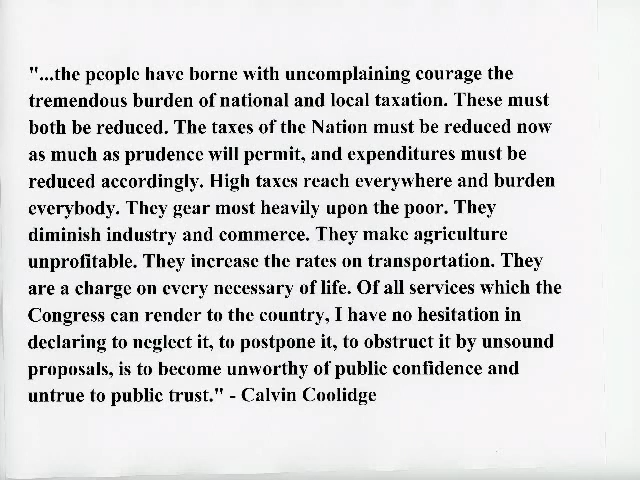 "...the people have borne with uncomplaining courage the
tremendous burden of national and local taxation. These must
both be reduced. The taxes of the Nation must be reduced now
as much as prudence will permit, and expenditures must be
reduced accordingly. High taxes reach everywhere and burden
everybody. They gear most heavily upon the poor. They
diminish industry and commerce. They make agriculture
unprofitable. They increase the rates on transportation. They
are a charge on every necessary of life. Of all services which the
Congress can render to the country, I have no hesitation in
declaring to neglect it, to postpone it, to obstruct it by unsound
proposals, is to become unworthy of public confidence and
untrue to public trust." - Calvin Coolidge